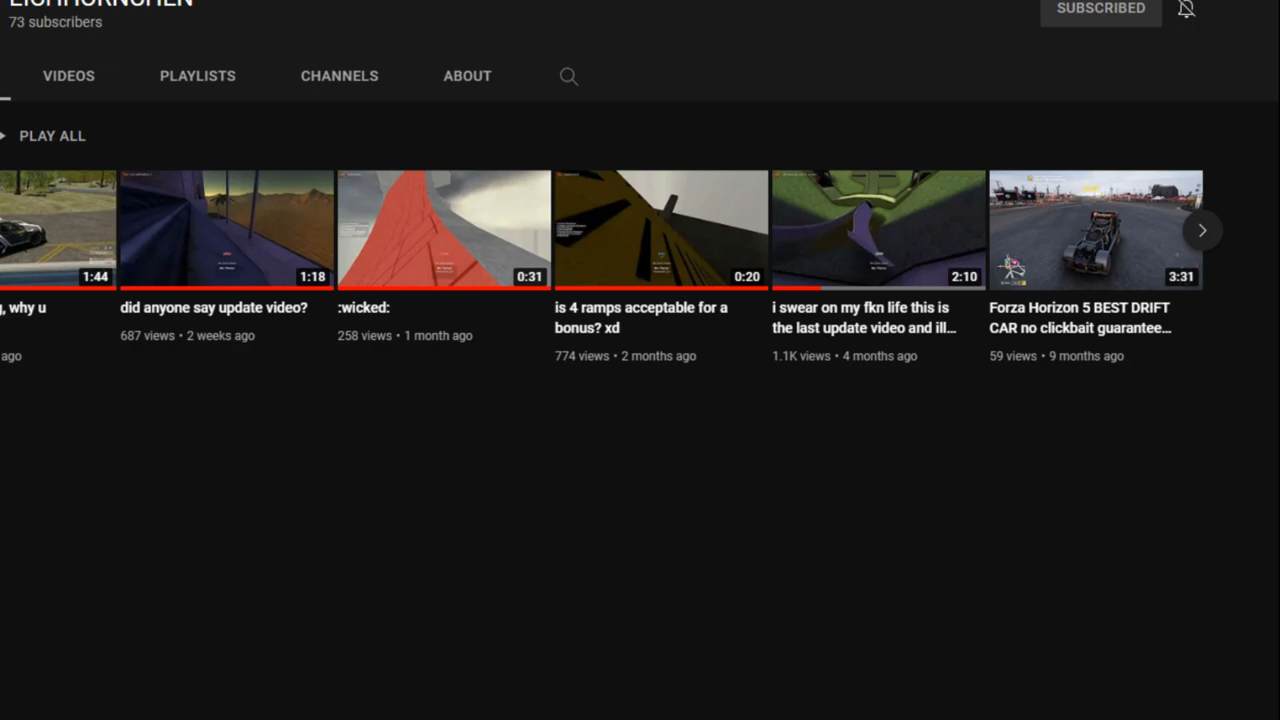 EICHHÖRNCHEN
73 subscribers
SUBSCRIBED
VIDEOS
PLAYLISTS
CHANNELS
ABOUT
PLAY ALL
1:44
1:18
0:31
0:20
2:10
3:31
, why u
ago
did anyone say update video?
687 views • 2 weeks ago
:wicked:
258 views • 1 month ago
is 4 ramps acceptable for a
bonus? xd
774 views • 2 months ago
i swear on my fkn life this is
the last update video and ill...
1.1K views • 4 months ago
Forza Horizon 5 BEST DRIFT
CAR no clickbait guarantee...
59 views • 9 months ago